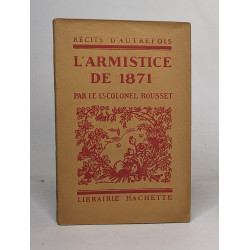 RÉCITS D'AUTREFOIS
L'ARMISTICE
DE 1871
PAR LE Lt-COLONEL ROUSSET
LIBRAIRIE HACHETTE